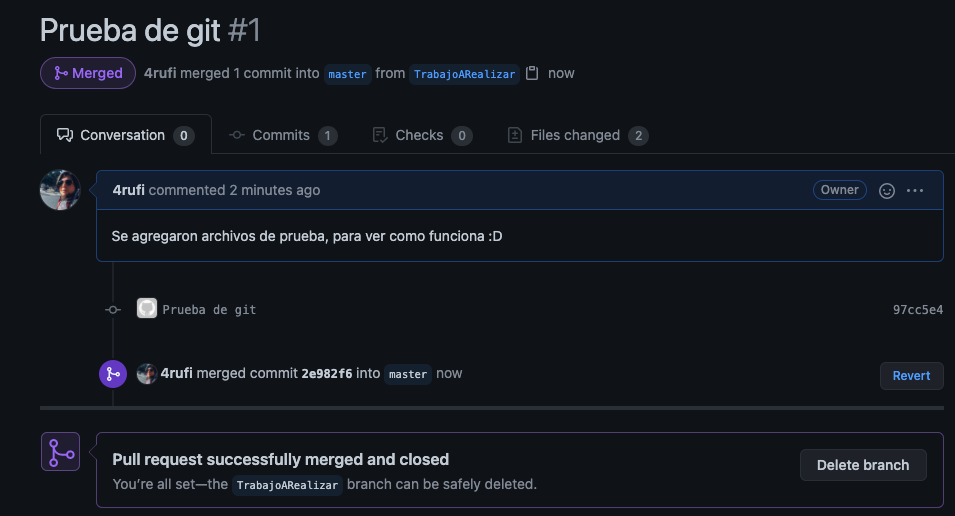 Prueba de git #1
Merged 4rufi merged 1 commit into master from TrabajoARealizar now
Conversation 0 Commits 1 Checks 0 Files changed 2
4rufi commented 2 minutes ago Owner
Se agregaron archivos de prueba, para ver como funciona :D
Prueba de git 97cc5e4
4rufi merged commit 2e982f6 into master now Revert
Pull request successfully merged and closed
You're all set—the TrabajoARealizar branch can be safely deleted.
Delete branch